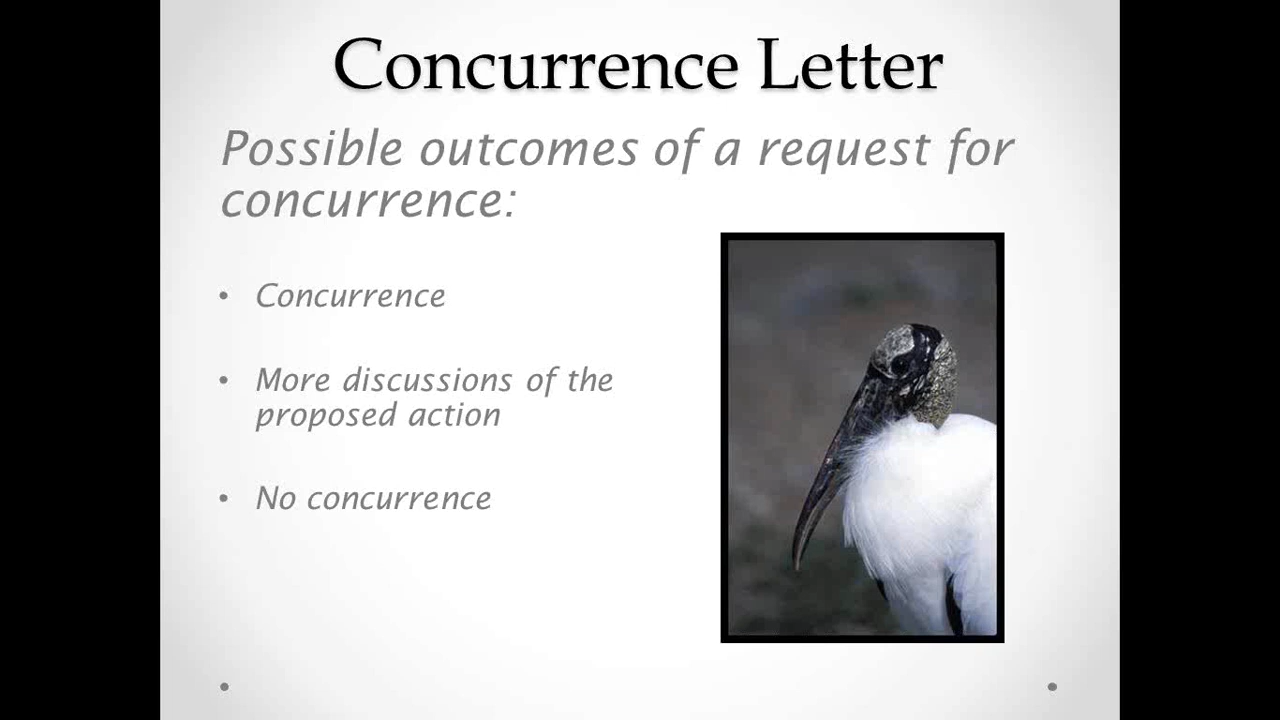 Concurrence Letter
Possible outcomes of a request for
concurrence:
• Concurrence
• More discussions of the
proposed action
• No concurrence